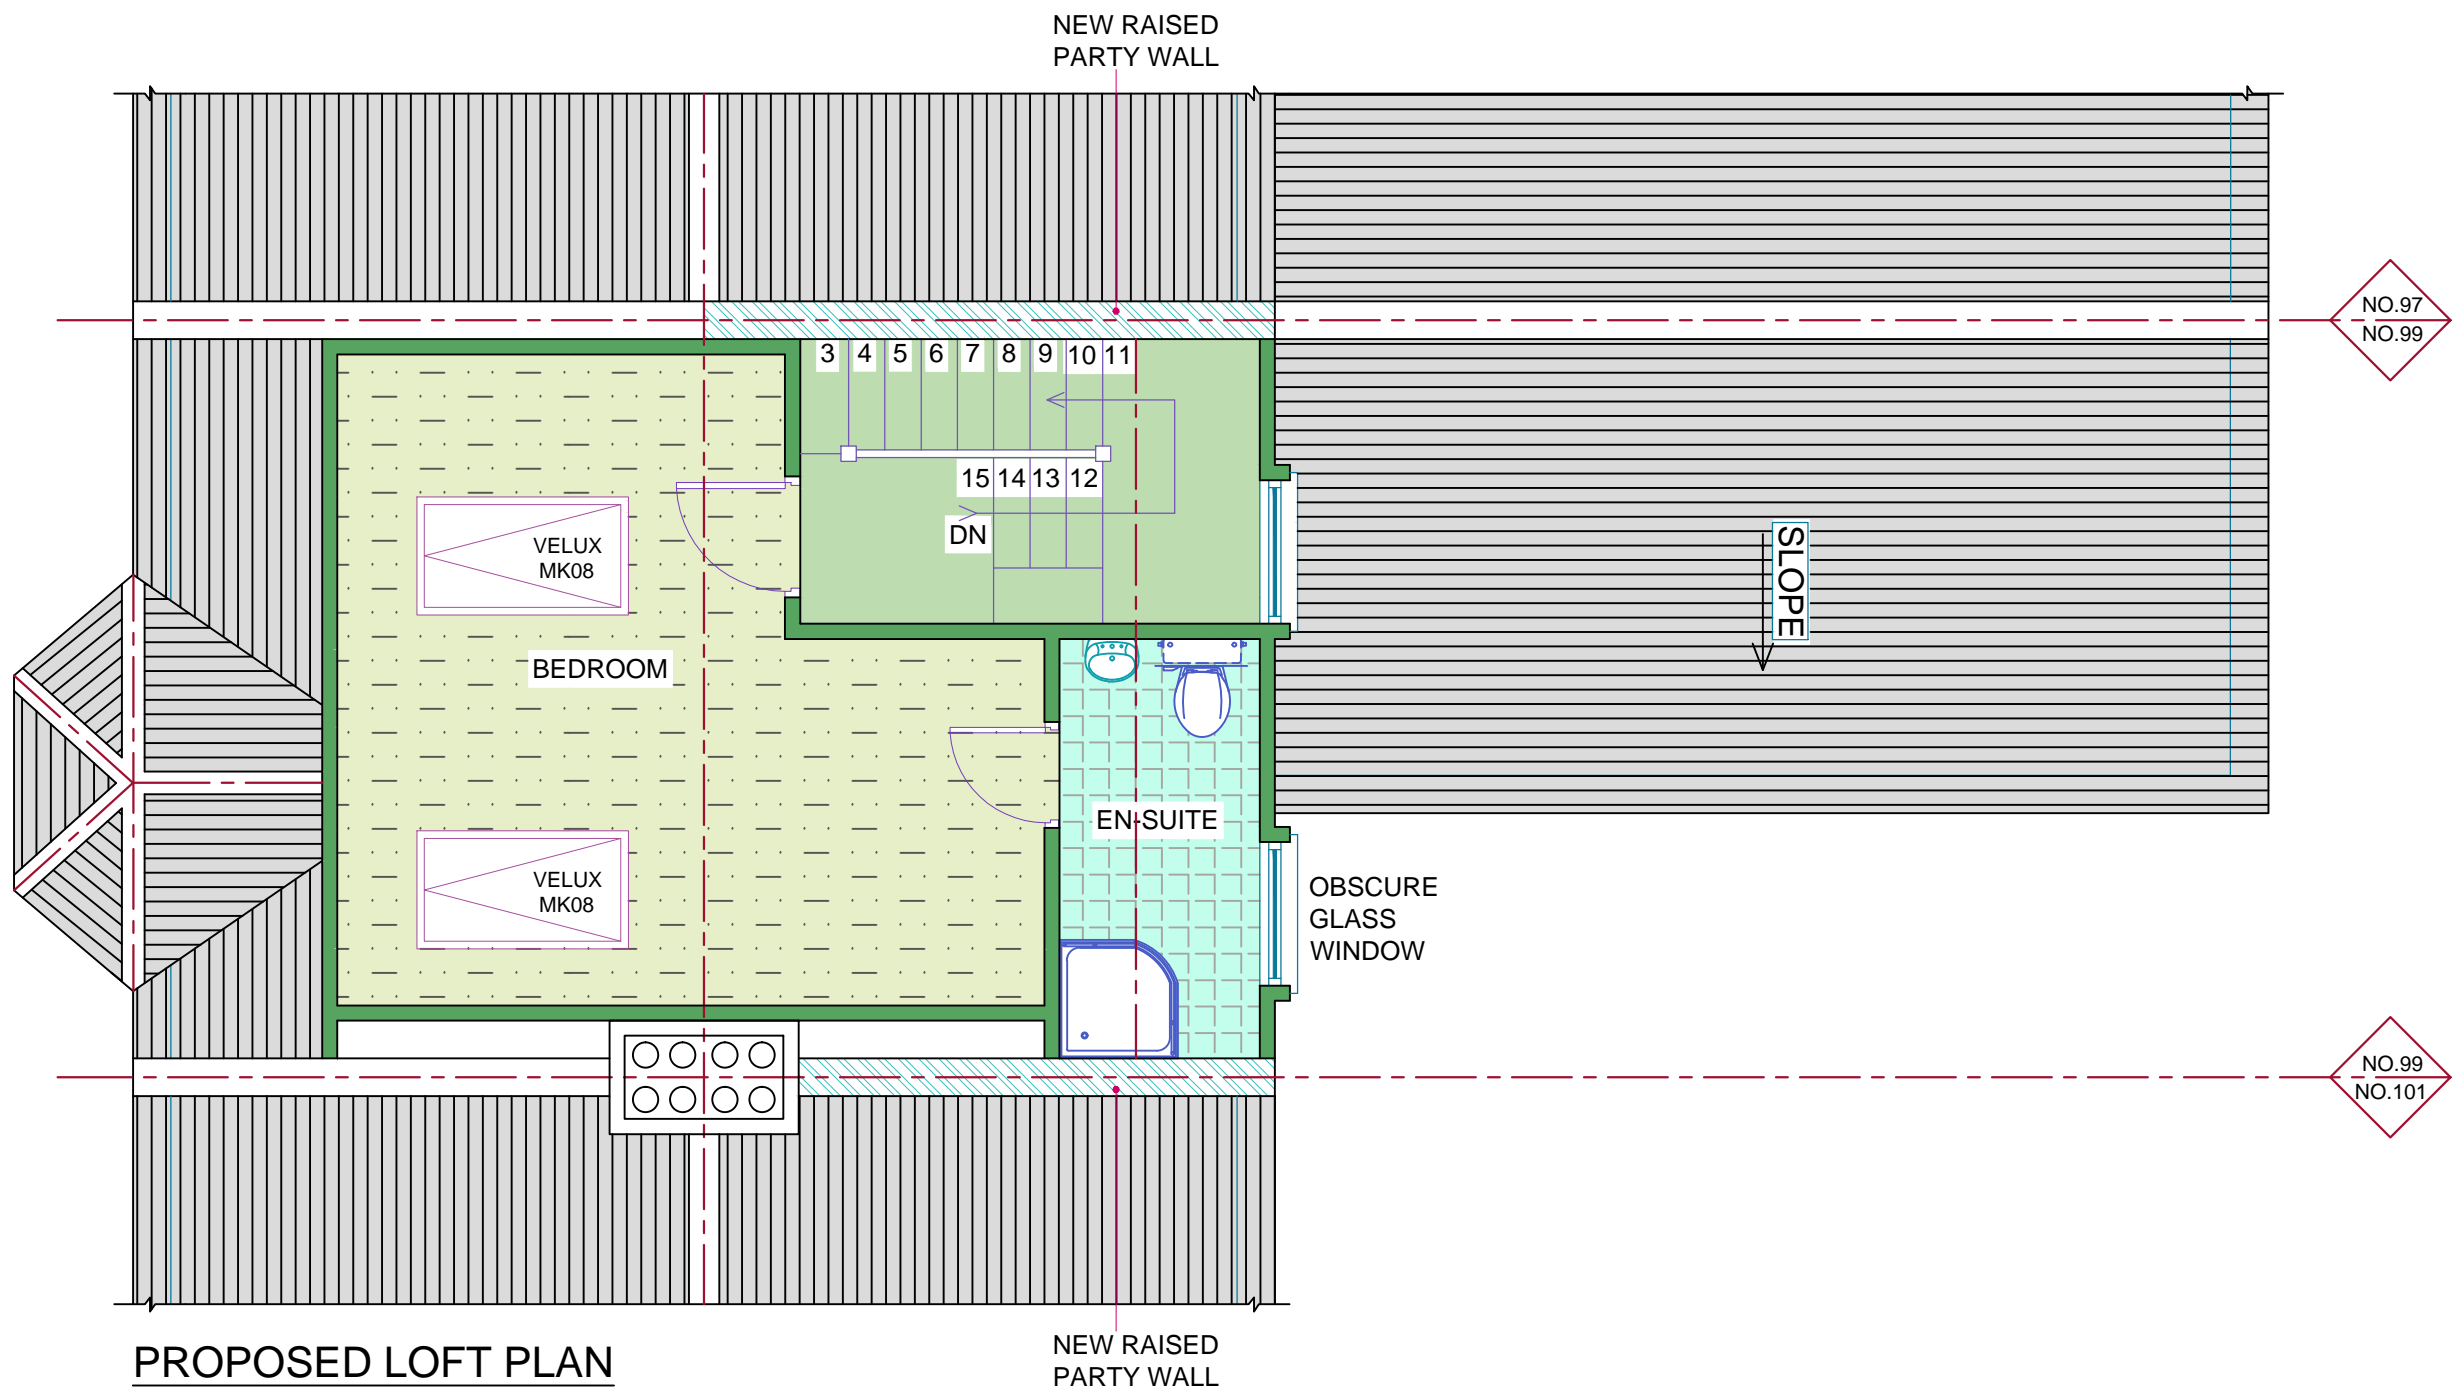 NEW RAISED
PARTY WALL
NO.97
NO.99
3 4 5 6 7 8 9 10 11
15 14 13 12
DN
VELUX
MK08
SLOPE
BEDROOM
EN-SUITE
VELUX
MK08
OBSCURE
GLASS
WINDOW
NO.99
NO.101
NEW RAISED
PARTY WALL
PROPOSED LOFT PLAN